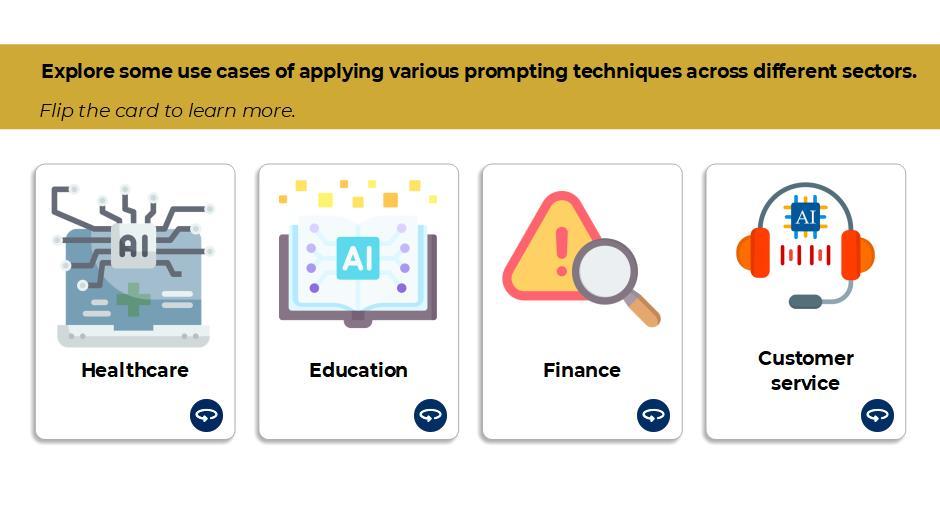 Explore some use cases of applying various prompting techniques across different sectors.
Flip the card to learn more.
AI
AI
AI
Healthcare
Education
Finance
Customer
service